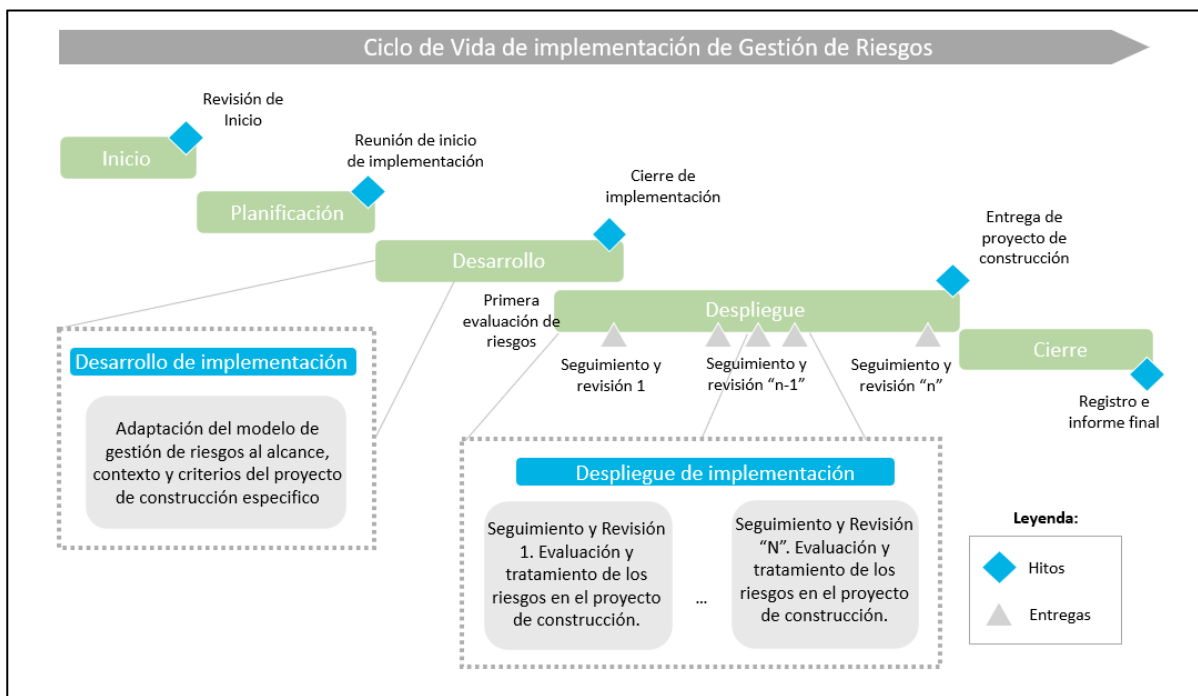 Ciclo de Vida de implementación de Gestión de Riesgos
Revisión de
Inicio
Inicio
Reunión de inicio
de implementación
Planificación
Cierre de
implementación
Desarrollo
Entrega de
proyecto de
construcción
Primera
evaluación de
riesgos
Despliegue
Seguimiento y
revisión 1
Seguimiento y
revisión “n-1”
Seguimiento y
revisión “n”
Cierre
Registro e
informe final
Desarrollo de implementación
Adaptación del modelo de
gestión de riesgos al alcance,
contexto y criterios del proyecto
de construcción especifico
Despliegue de implementación
Seguimiento y Revisión
1. Evaluación y
tratamiento de los
riesgos en el proyecto
de construcción.
...
Seguimiento y Revisión
“N”. Evaluación y
tratamiento de los
riesgos en el proyecto
de construcción.
Leyenda:
Hitos
Entregas